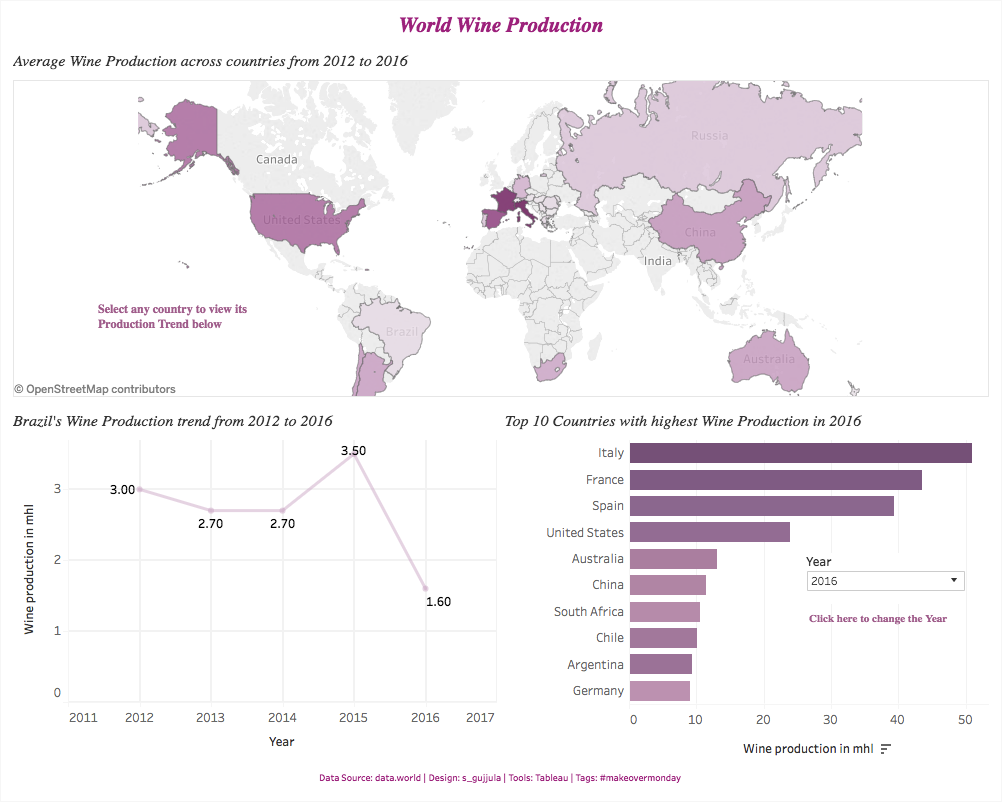 World Wine Production
Average Wine Production across countries from 2012 to 2016
Russia
Canada
United States
China
India
Select any country to view its
Production Trend below
Brazil
Australia
© OpenStreetMap contributors
Brazil's Wine Production trend from 2012 to 2016
Wine production in mhl
3
2
1
0
3.00
2.70
2.70
3.50
1.60
2011 2012 2013 2014 2015 2016 2017
Year
Top 10 Countries with highest Wine Production in 2016
Italy
France
Spain
United States
Australia
China
South Africa
Chile
Argentina
Germany
Year
2016
Click here to change the Year
0 10 20 30 40 50
Wine production in mhl
Data Source: data.world | Design: s_gujjula | Tools: Tableau | Tags: #makeovermonday